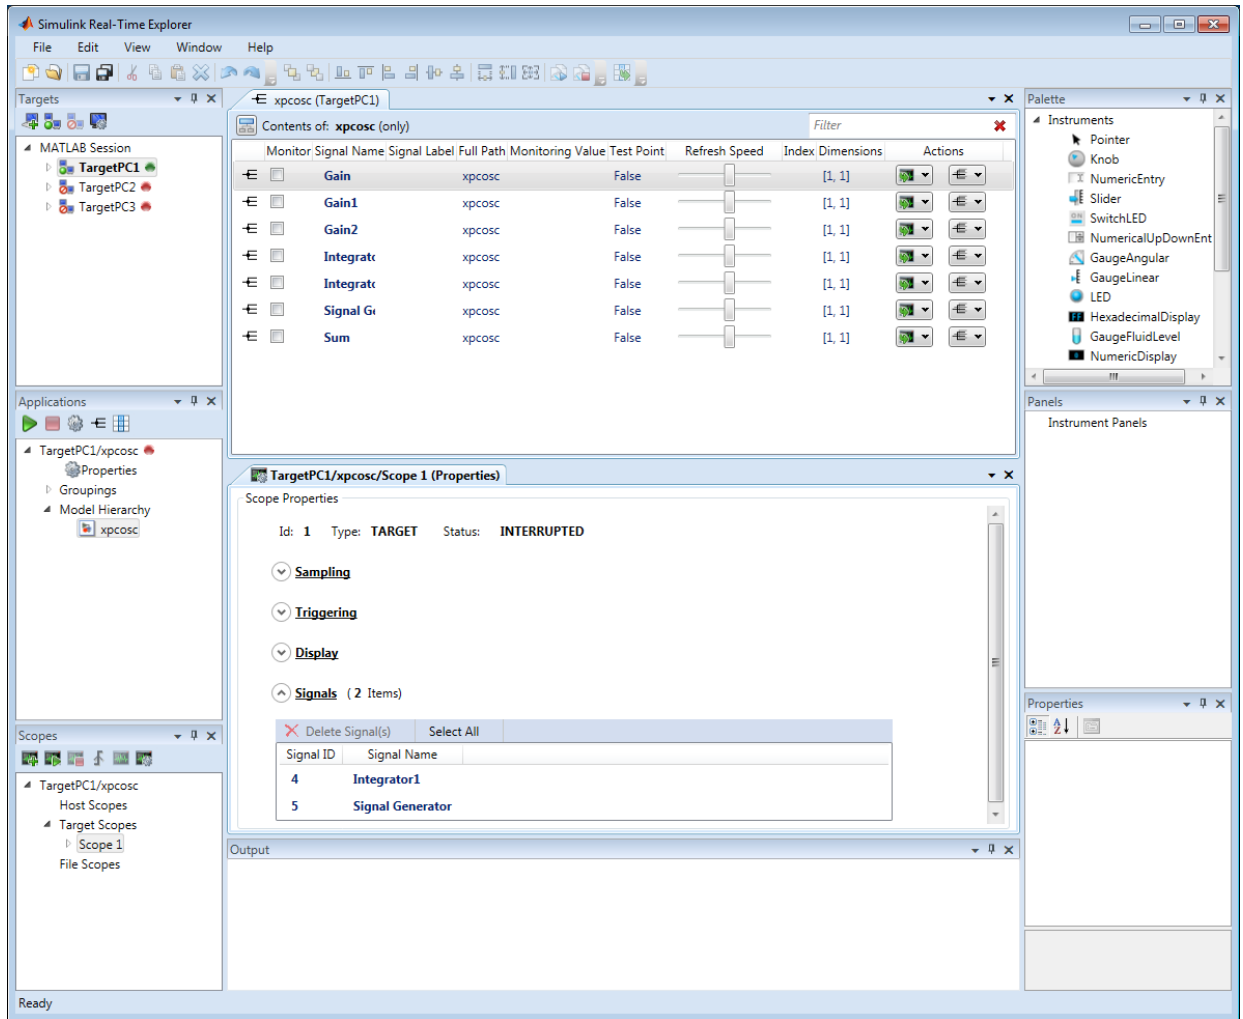 Simulink Real-Time Explorer
File Edit View Window Help
Targets
MATLAB Session
TargetPC1
TargetPC2
TargetPC3
Applications
TargetPC1/xpcosc
Properties
Groupings
Model Hierarchy
xpcosc
Scopes
TargetPC1/xpcosc
Host Scopes
Target Scopes
Scope 1
File Scopes
xpcosc (TargetPC1)
Contents of: xpcosc (only)
Filter
Monitor Signal Name Signal Label Full Path Monitoring Value Test Point Refresh Speed Index Dimensions Actions
Gain xpcosc False [1, 1]
Gain1 xpcosc False [1, 1]
Gain2 xpcosc False [1, 1]
Integrato xpcosc False [1, 1]
Integrato xpcosc False [1, 1]
Signal Ge xpcosc False [1, 1]
Sum xpcosc False [1, 1]
TargetPC1/xpcosc/Scope 1 (Properties)
Scope Properties
Id: 1 Type: TARGET Status: INTERRUPTED
Sampling
Triggering
Display
Signals ( 2 Items)
Delete Signal(s) Select All
Signal ID Signal Name
4 Integrator1
5 Signal Generator
Output
Palette
Instruments
Pointer
Knob
NumericEntry
Slider
SwitchLED
NumericalUpDownEnt
GaugeAngular
GaugeLinear
LED
HexadecimalDisplay
GaugeFluidLevel
NumericDisplay
Panels
Instrument Panels
Properties
Ready